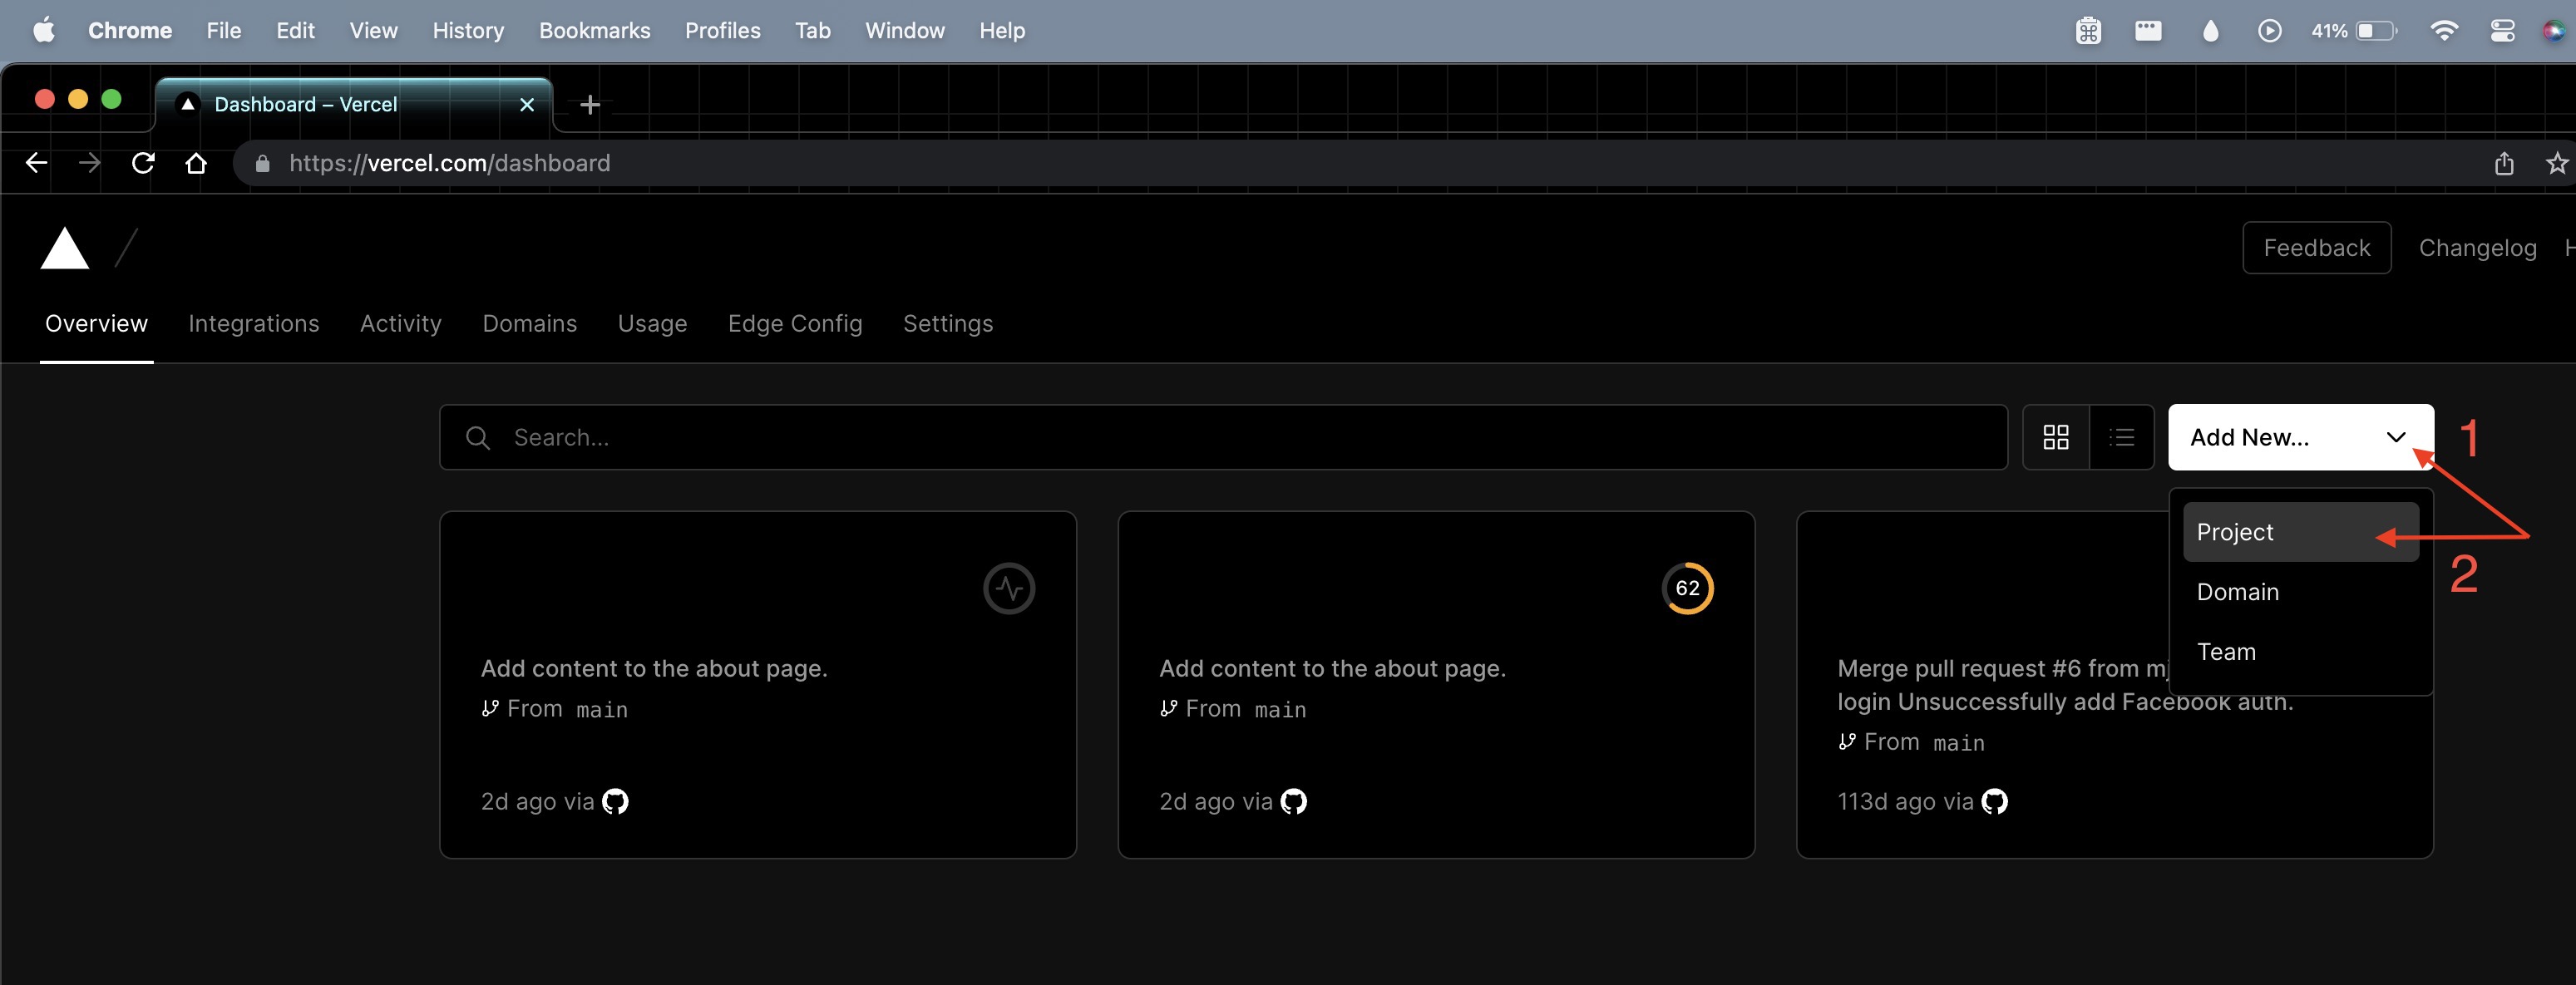 Chrome File Edit View History Bookmarks Profiles Tab Window Help 41%
Dashboard – Vercel
https://vercel.com/dashboard
Feedback Changelog H
Overview Integrations Activity Domains Usage Edge Config Settings
Search... Add New... 1
Project
2
Domain
Team
62
Add content to the about page.
From main
2d ago via
Add content to the about page.
From main
2d ago via
Merge pull request #6 from mj
login Unsuccessfully add Facebook auth.
From main
113d ago via